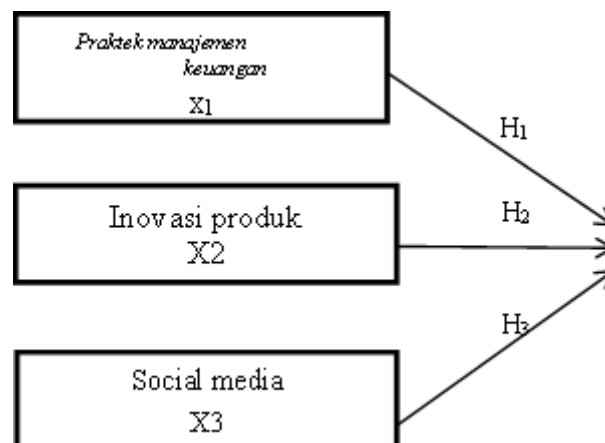 Praktek manajemen
keuangan
X1
H1
Inovasi produk
X2
H2
H3
Social media
X3